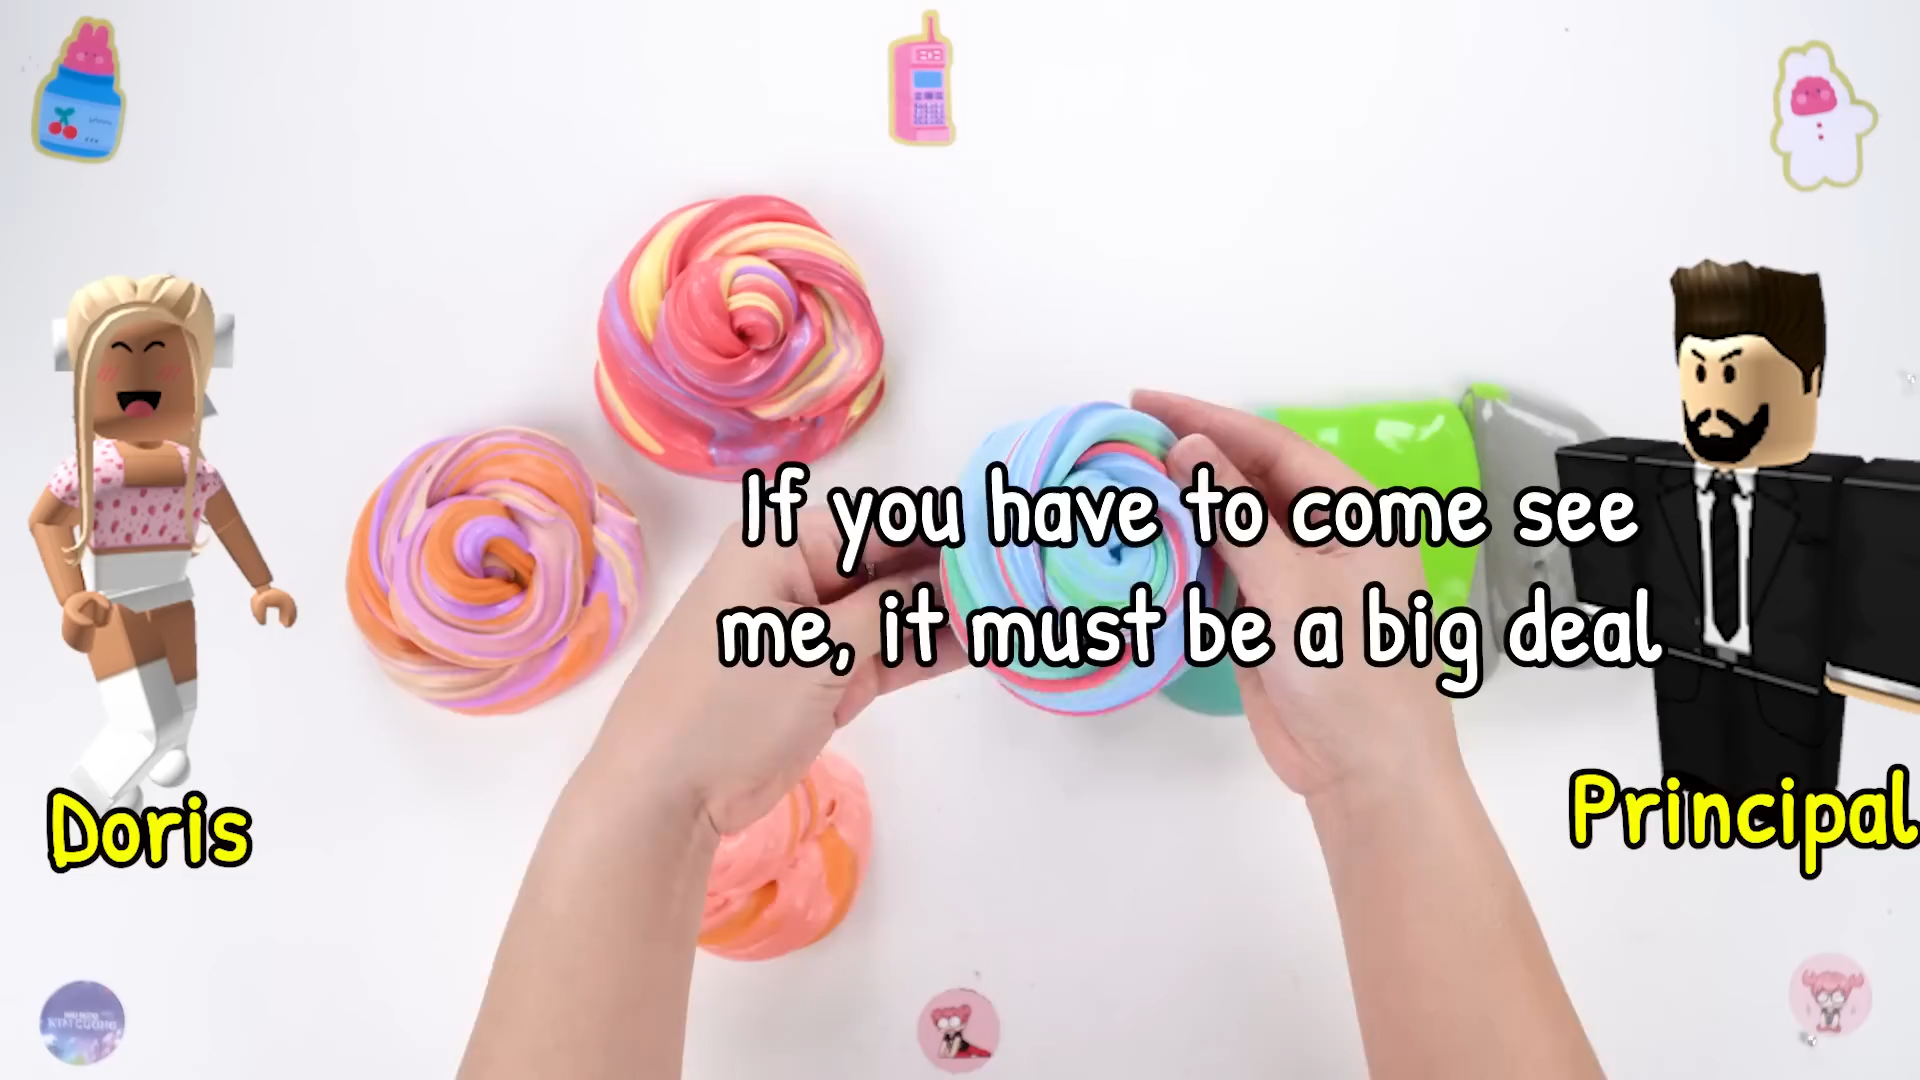 If you have to come see
me, it must be a big deal
Doris
Principal